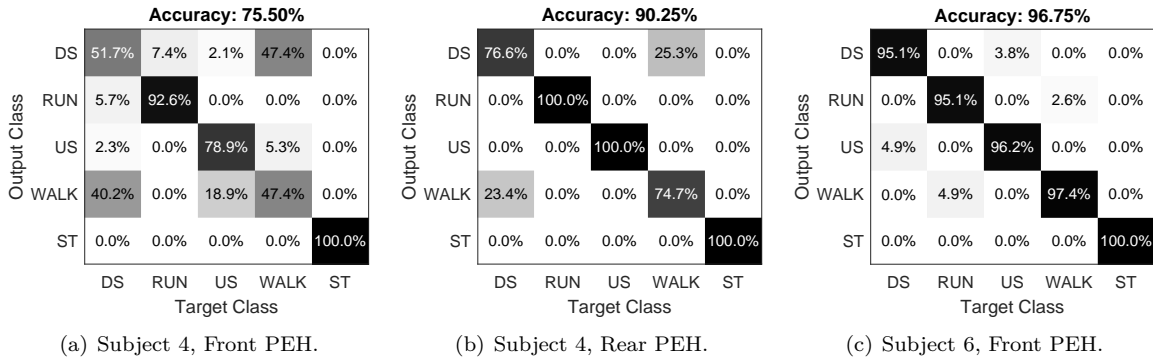 Accuracy: 75.50%
Output Class
DS 51.7% 7.4% 2.1% 47.4% 0.0%
RUN 5.7% 92.6% 0.0% 0.0% 0.0%
US 2.3% 0.0% 78.9% 5.3% 0.0%
WALK 40.2% 0.0% 18.9% 47.4% 0.0%
ST 0.0% 0.0% 0.0% 0.0% 100.0%
DS RUN US WALK ST
Target Class
(a) Subject 4, Front PEH.
Accuracy: 90.25%
Output Class
DS 76.6% 0.0% 0.0% 25.3% 0.0%
RUN 0.0% 100.0% 0.0% 0.0% 0.0%
US 0.0% 0.0% 100.0% 0.0% 0.0%
WALK 23.4% 0.0% 0.0% 74.7% 0.0%
ST 0.0% 0.0% 0.0% 0.0% 100.0%
DS RUN US WALK ST
Target Class
(b) Subject 4, Rear PEH.
Accuracy: 96.75%
Output Class
DS 95.1% 0.0% 3.8% 0.0% 0.0%
RUN 0.0% 95.1% 0.0% 2.6% 0.0%
US 4.9% 0.0% 96.2% 0.0% 0.0%
WALK 0.0% 4.9% 0.0% 97.4% 0.0%
ST 0.0% 0.0% 0.0% 0.0% 100.0%
DS RUN US WALK ST
Target Class
(c) Subject 6, Front PEH.